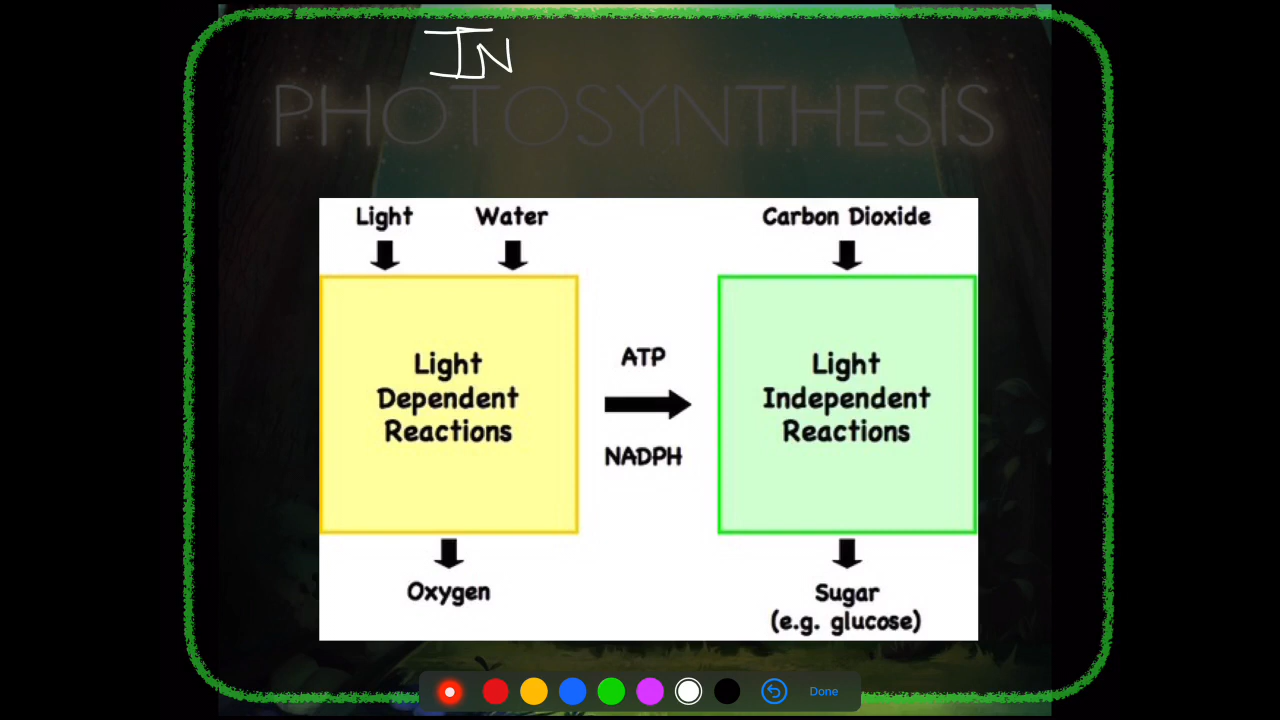 IN
PHOTOSYNTHESIS
Light Water Carbon Dioxide
Light
Dependent
Reactions
ATP
NADPH
Light
Independent
Reactions
Oxygen
Sugar
(e.g. glucose)
Done